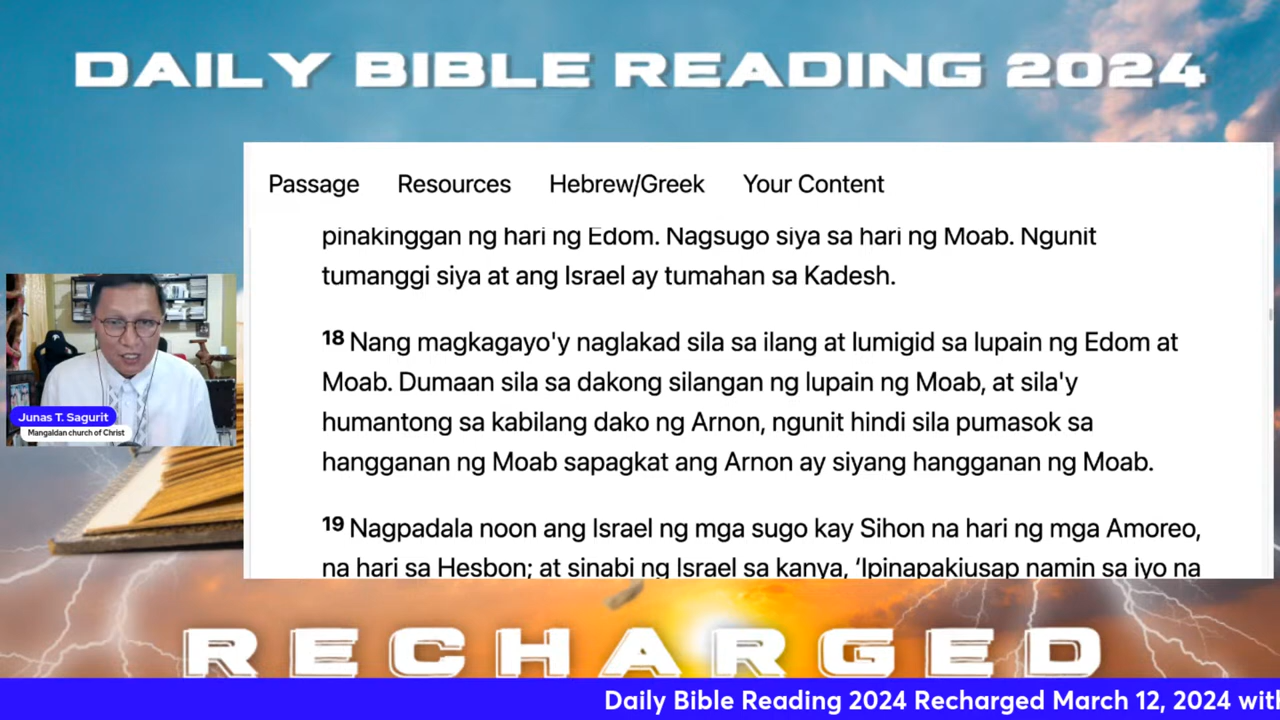 DAILY BIBLE READING 2024
Passage Resources Hebrew/Greek Your Content
pinakinggan ng hari ng Edom. Nagsugo siya sa hari ng Moab. Ngunit
tumanggi siya at ang Israel ay tumahan sa Kadesh.
18 Nang magkagayo'y naglakad sila sa ilang at lumigid sa lupain ng Edom at
Moab. Dumaan sila sa dakong silangan ng lupain ng Moab, at sila'y
humantong sa kabilang dako ng Arnon, ngunit hindi sila pumasok sa
hangganan ng Moab sapagkat ang Arnon ay siyang hangganan ng Moab.
19 Nagpadala noon ang Israel ng mga sugo kay Sihon na hari ng mga Amoreo,
na hari sa Hesbon; at sinabi ng Israel sa kanya, ‘Ipinapakiusap namin sa iyo na
Junas T. Sagurit
Mangaldan church of Christ
RECHARGED
Daily Bible Reading 2024 Recharged March 12, 2024 with